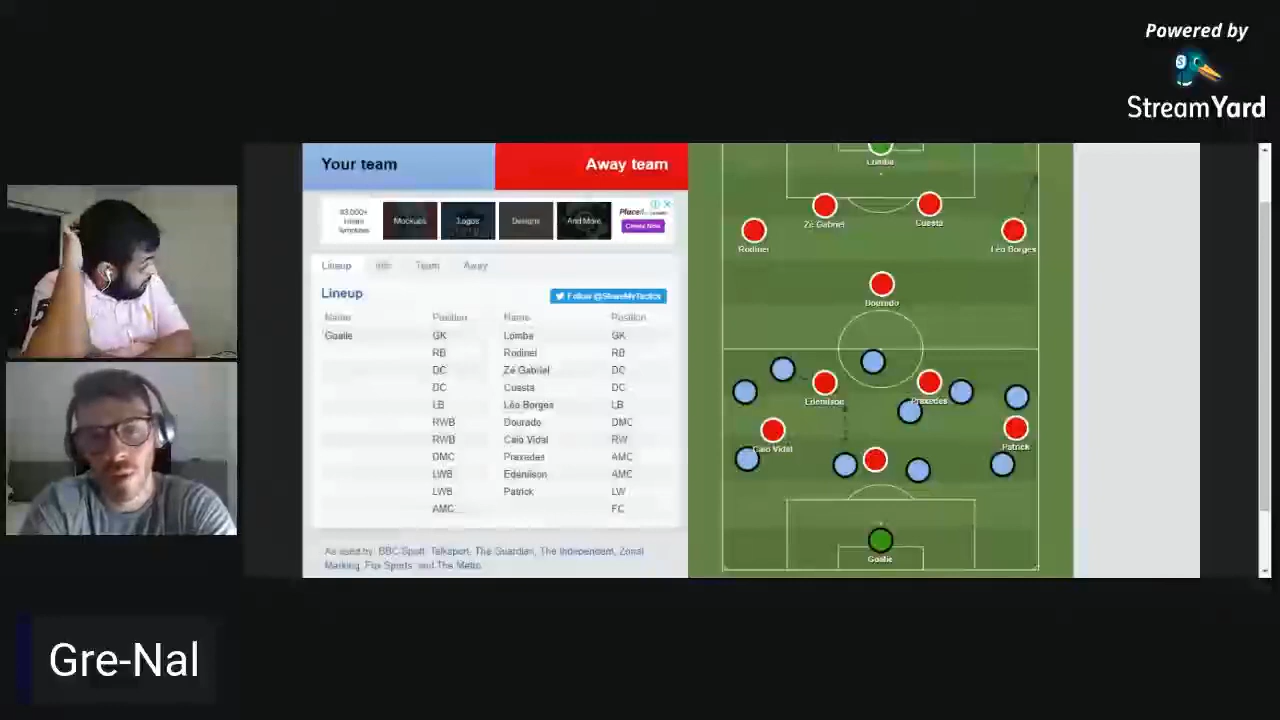 Powered by
StreamYard
Your team
Away team
Mockups
Logos
Designs
And More
Create Now
Lineup Info Team Away
Lineup
Follow @ShareMyTactics
Name Position Name Position
Goalie GK Lomba GK
RB Rodinei RB
DC Zé Gabriel DC
DC Cuesta DC
LB Léo Borges LB
RWB Dourado DMC
RWB Caio Vidal RW
DMC Praxedes AMC
LWB Edenilson AMC
LWB Patrick LW
AMC FC
As used by: BBC Sport, Talksport, The Guardian, The Independent, Zonal
Marking, Fox Sports, and The Metro
Lomba
Zé Gabriel
Cuesta
Rodinei
Léo Borges
Dourado
Edenilson
Praxedes
Caio Vidal
Patrick
Goalie
Gre-Nal